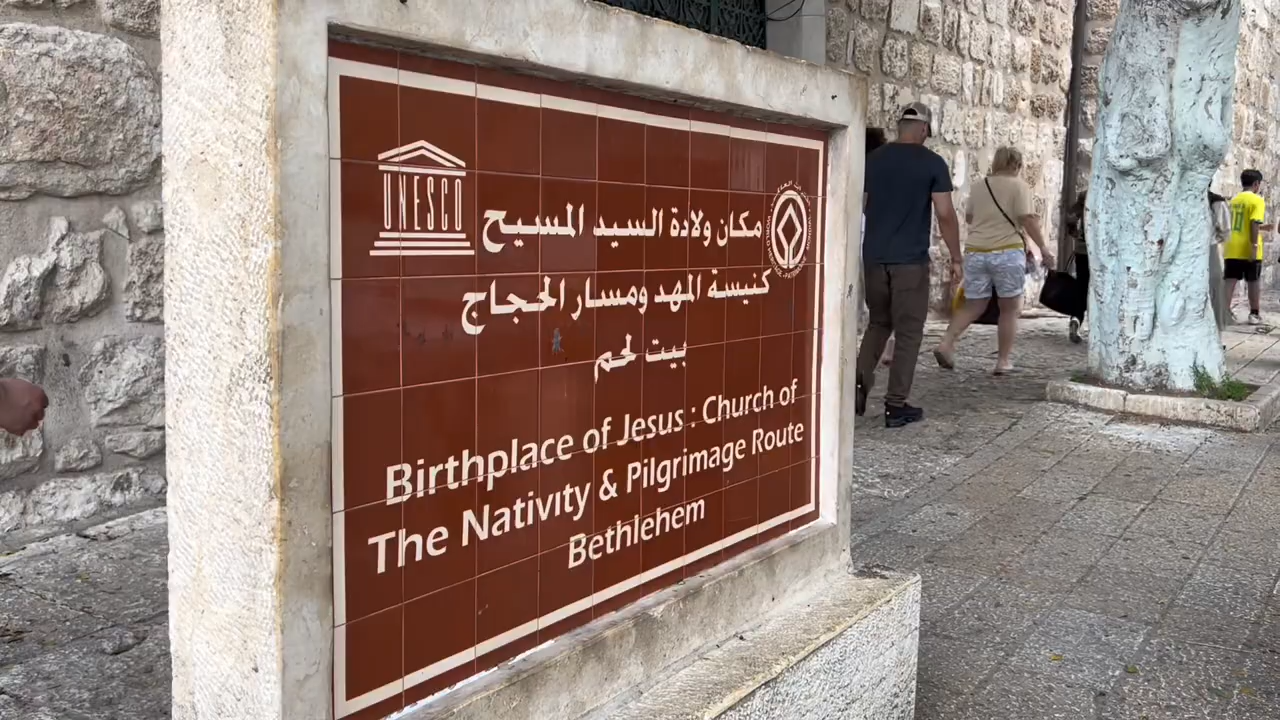 UNESCO
مكان ولادة السيد المسيح
كنيسة المهد ومسار الحجاج
بيت لحم
Birthplace of Jesus : Church of
The Nativity & Pilgrimage Route
Bethlehem
10